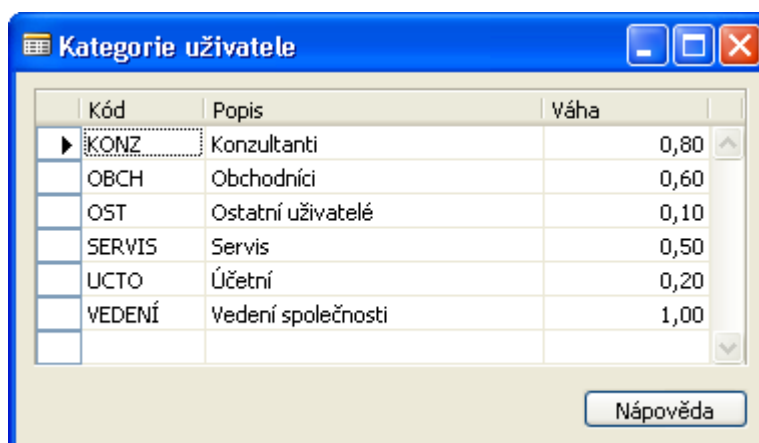 Kategorie uživatele
Kód Popis Váha
KONZ Konzultanti 0,80
OBCH Obchodníci 0,60
OST Ostatní uživatelé 0,10
SERVIS Servis 0,50
UCTO Účetní 0,20
VEDENÍ Vedení společnosti 1,00
Nápověda